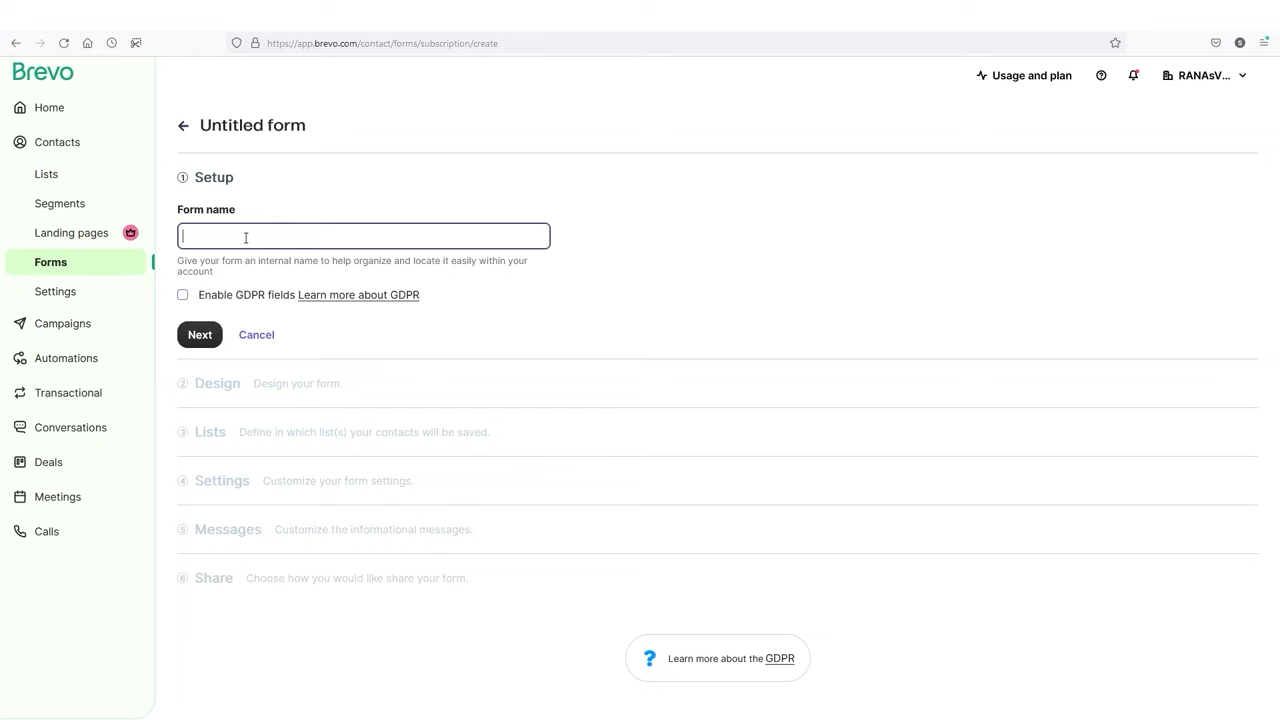 https://app.brevo.com/contact/forms/subscription/create
Brevo
Usage and plan
RANAsV...
Home
Contacts
Lists
Segments
Landing pages
Forms
Settings
Campaigns
Automations
Transactional
Conversations
Deals
Meetings
Calls
Untitled form
1 Setup
Form name
Give your form an internal name to help organize and locate it easily within your
account
Enable GDPR fields Learn more about GDPR
Next Cancel
2 Design Design your form.
3 Lists Define in which list(s) your contacts will be saved.
4 Settings Customize your form settings.
5 Messages Customize the informational messages.
6 Share Choose how you would like share your form.
? Learn more about the GDPR